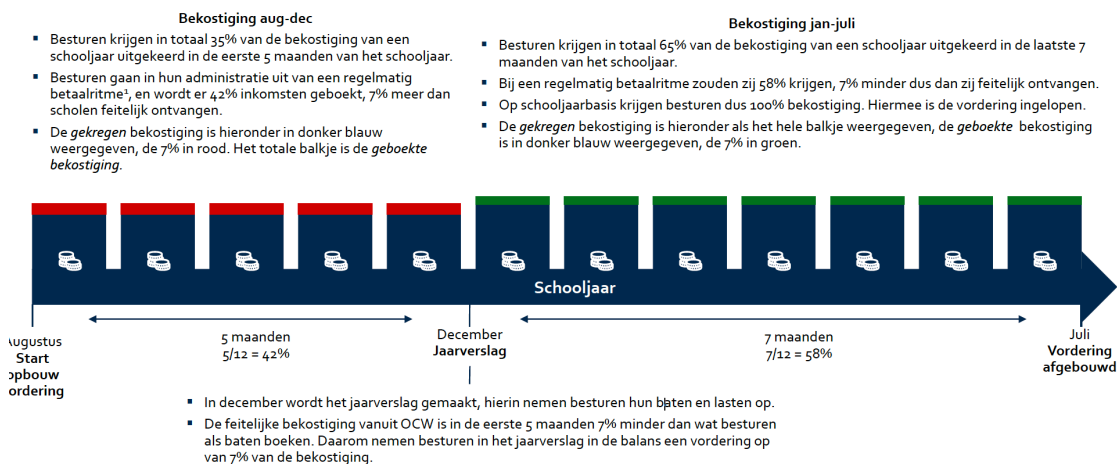 Bekostiging aug-dec
▪ Besturen krijgen in totaal 35% van de bekostiging van een
schooljaar uitgekeerd in de eerste 5 maanden van het schooljaar.
▪ Besturen gaan in hun administratie uit van een regelmatig
betaalritme¹, en wordt er 42% inkomsten geboekt, 7% meer dan
scholen feitelijk ontvangen.
▪ De gekregen bekostiging is hieronder in donker blauw
weergegeven, de 7% in rood. Het totale balkje is de geboekte
bekostiging.
Bekostiging jan-juli
▪ Besturen krijgen in totaal 65% van de bekostiging van een schooljaar uitgekeerd in de laatste 7
maanden van het schooljaar.
▪ Bij een regelmatig betaalritme zouden zij 58% krijgen, 7% minder dus dan zij feitelijk ontvangen.
▪ Op schooljaarbasis krijgen besturen dus 100% bekostiging. Hiermee is de vordering ingelopen.
▪ De gekregen bekostiging is hieronder als het hele balkje weergegeven, de geboekte bekostiging
is in donker blauw weergegeven, de 7% in groen.
Schooljaar
Augustus
Start
opbouw
vordering
5 maanden
5/12 = 42%
December
Jaarverslag
7 maanden
7/12 = 58%
Juli
Vordering
afgebouwd
▪ In december wordt het jaarverslag gemaakt, hierin nemen besturen hun baten en lasten op.
▪ De feitelijke bekostiging vanuit OCW is in de eerste 5 maanden 7% minder dan wat besturen
als baten boeken. Daarom nemen besturen in het jaarverslag in de balans een vordering op
van 7% van de bekostiging.